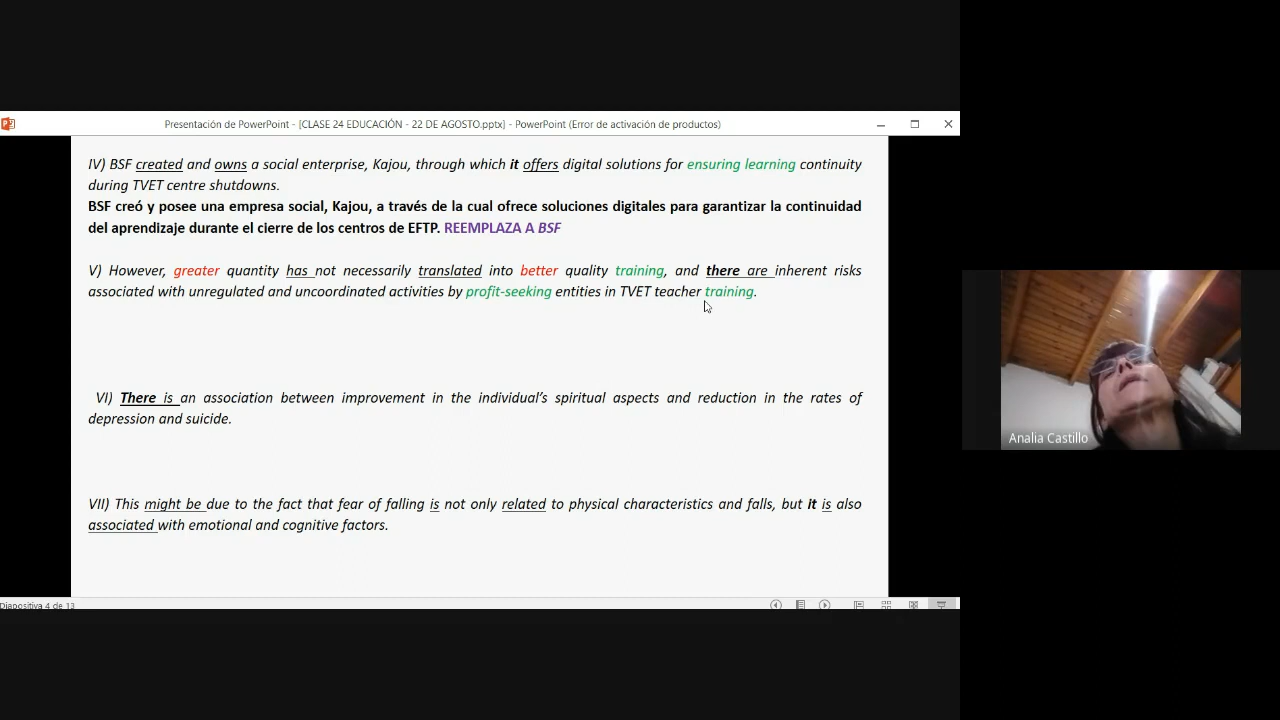 Presentación de PowerPoint - [CLASE 24 EDUCACIÓN - 22 DE AGOSTO.pptx] - PowerPoint (Error de activación de productos)
IV) BSF created and owns a social enterprise, Kajou, through which it offers digital solutions for ensuring learning continuity
during TVET centre shutdowns.
BSF creó y posee una empresa social, Kajou, a través de la cual ofrece soluciones digitales para garantizar la continuidad
del aprendizaje durante el cierre de los centros de EFTP. REEMPLAZA A BSF
V) However, greater quantity has not necessarily translated into better quality training, and there are inherent risks
associated with unregulated and uncoordinated activities by profit-seeking entities in TVET teacher training.
VI) There is an association between improvement in the individual's spiritual aspects and reduction in the rates of
depression and suicide.
VII) This might be due to the fact that fear of falling is not only related to physical characteristics and falls, but it is also
associated with emotional and cognitive factors.
Diapositiva 4 de 13
Analia Castillo